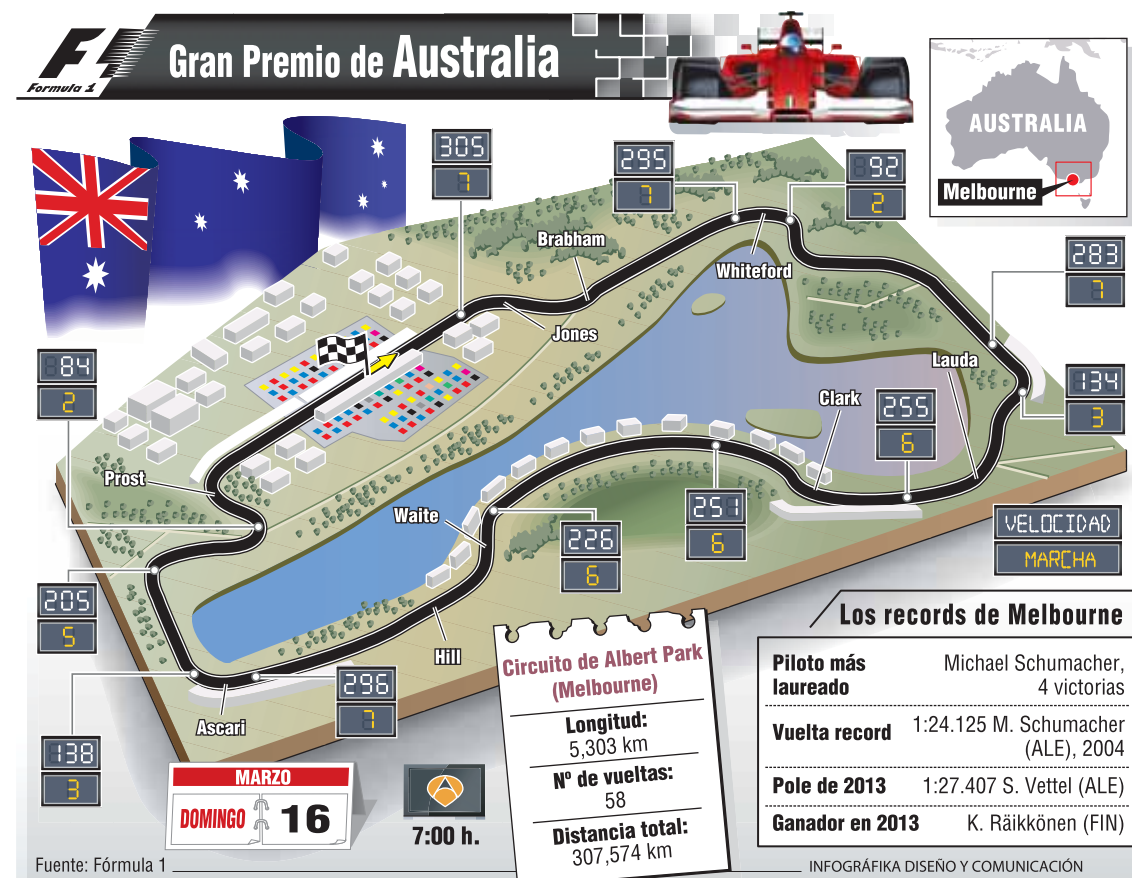 Formula 1
Gran Premio de Australia
AUSTRALIA
Melbourne
305
7
295
7
92
2
283
7
Brabham
Whiteford
Jones
84
2
Lauda
134
3
Clark
255
6
Prost
Waite
251
6
226
6
VELOCIDAD
MARCHA
205
5
Hill
296
7
Ascari
138
3
Circuito de Albert Park
(Melbourne)
Longitud:
5,303 km
Nº de vueltas:
58
Distancia total:
307,574 km
Los records de Melbourne
Piloto más
laureado
Michael Schumacher,
4 victorias
Vuelta record
1:24.125 M. Schumacher
(ALE), 2004
Pole de 2013
1:27.407 S. Vettel (ALE)
Ganador en 2013
K. Räikkönen (FIN)
MARZO
DOMINGO 16
7:00 h.
Fuente: Fórmula 1
INFOGRÁFIKA DISEÑO Y COMUNICACIÓN